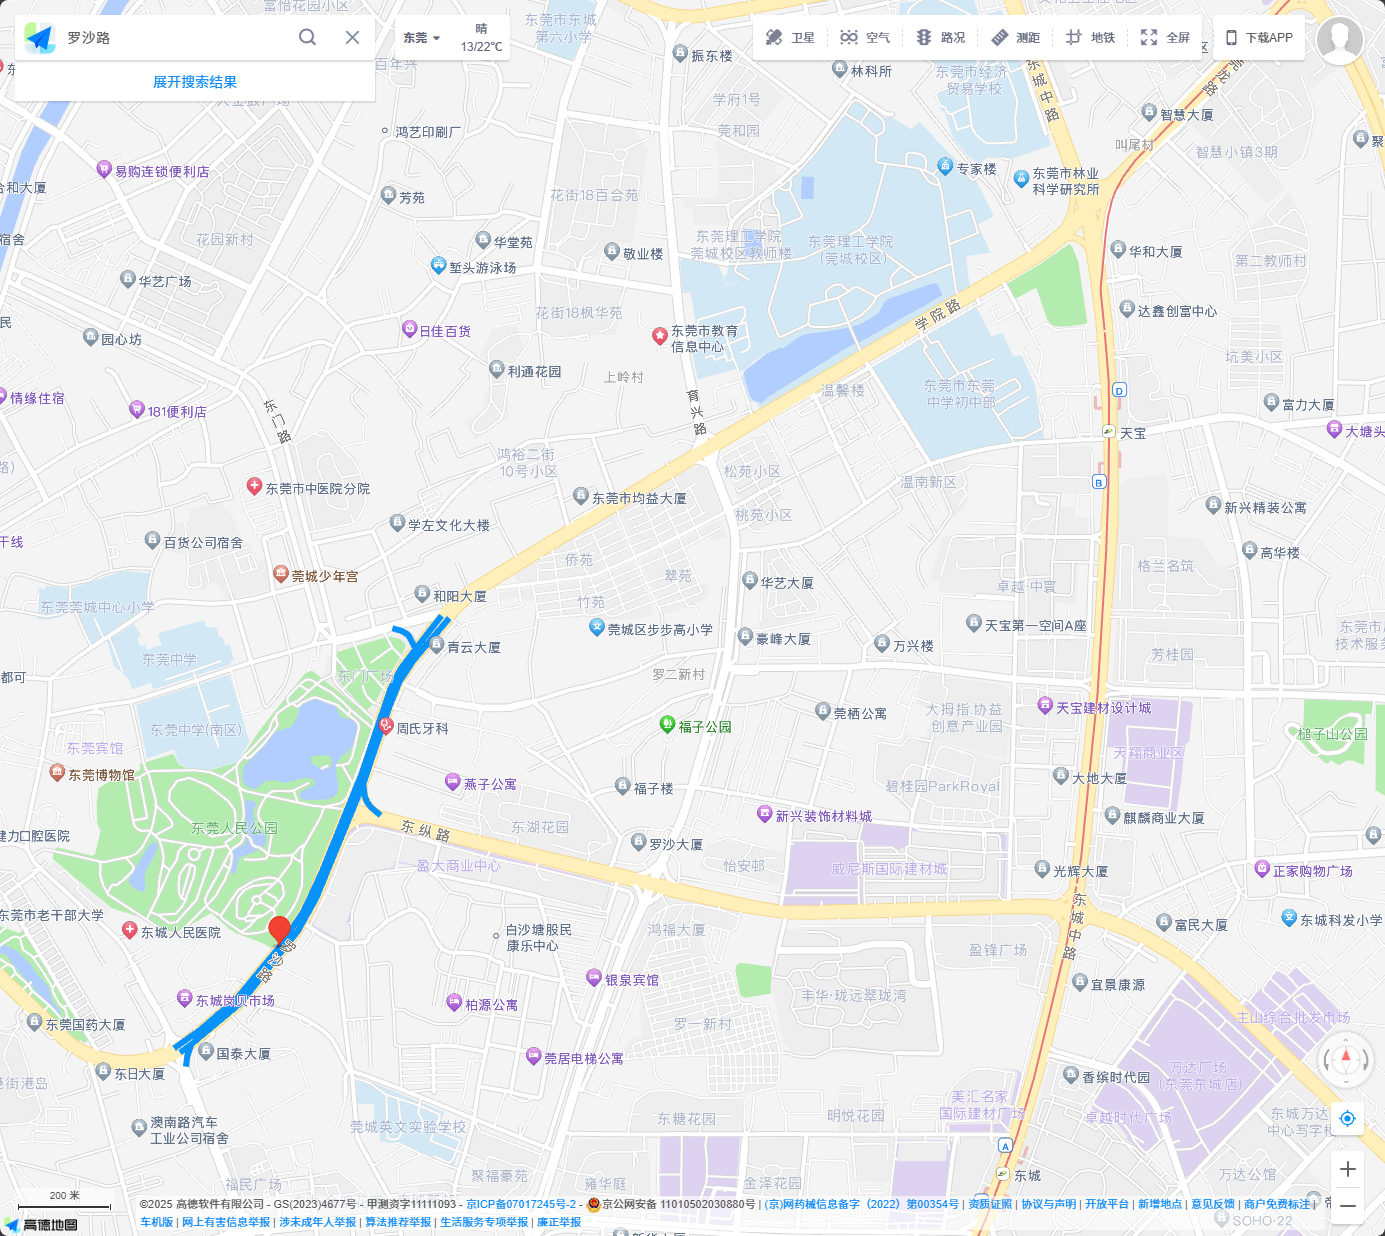 罗沙路
东莞
晴
13/22℃
卫星
空气
路况
测距
地铁
全屏
下载APP
展开搜索结果
富怡花园小区
东莞市东城
第六小学
振东楼
林科所
东莞市经济
贸易学校
东城中路
莞龙路
智慧大厦
叫尾村
智慧小镇3期
百年兴
学府1号
莞和园
鸿艺印刷厂
易购连锁便利店
合和大厦
芳苑
花街18百合苑
专家楼
东莞市林业
科学研究所
宿舍
花园新村
华堂苑
堑头游泳场
敬业楼
东莞理工学院
莞城校区教师楼
东莞理工学院
(莞城校区)
华和大厦
第二教师村
华艺广场
花街18枫华苑
学院路
达鑫创富中心
民
园心坊
日佳百货
东莞市教育
信息中心
坑美小区
利通花园
上岭村
温馨楼
东莞市东莞
中学初中部
情缘住宿
181便利店
东门路
育兴路
D
富力大厦
大塘头
天宝
路)
鸿裕二街
10号小区
松苑小区
温南新区
B
东莞市中医院分院
东莞市均益大厦
桃苑小区
新兴精装公寓
学左文化大楼
干线
百货公司宿舍
高华楼
侨苑
翠苑
格兰名筑
莞城少年宫
华艺大厦
卓越·中寰
东莞莞城中心小学
和阳大厦
竹苑
莞城区步步高小学
豪峰大厦
天宝第一空间A座
万兴楼
技术服务
东莞中学
青云大厦
芳桂园
都可
东门广场
罗二新村
大拇指.协益
创意产业园
天宝建材设计城
莞栖公寓
东莞中学(南区)
周氏牙科
福子公园
东莞宾馆
天翔商业区
槌子山公园
东莞博物馆
燕子公寓
福子楼
碧桂园ParkRoyal
大地大厦
新兴装饰材料城
麒麟商业大厦
东莞人民公园
东纵路
东湖花园
健力口腔医院
罗沙大厦
盈大商业中心
怡安邨
威尼斯国际建材城
光辉大厦
正家购物广场
东莞市老干部大学
东城中路
东城人民医院
白沙塘股民
康乐中心
鸿福大厦
富民大厦
东城科发小学
盈锋广场
银泉宾馆
宜景康源
东城岗贝市场
柏源公寓
丰华·珑远翠珑湾
东莞国药大厦
罗一新村
主山综合批发市场
国泰大厦
莞居电梯公寓
万达广场
(东莞东城店)
港街港岛
东日大厦
香缤时代园
美汇名家
国际建材广场
卓越时代广场
澳南路汽车
工业公司宿舍
莞城英文实验学校
东糖花园
明悦花园
东城万达
中心写字楼
A
聚福豪苑
东城
万达公馆
福民广场
雍华庭
金泽花园
SOHO·22
200 米
高德地图
©2025 高德软件有限公司 - GS(2023)4677号 - 甲测资字11111093 - 京ICP备07017245号-2 - 京公网安备 11010502030880号 | (京)网药械信息备字（2022）第00354号 | 资质证照 | 协议与声明 | 开放平台 | 新增地点 | 意见反馈 | 商户免费标注 |
车机版 | 网上有害信息举报 | 涉未成年人举报 | 算法推荐举报 | 生活服务专项举报 | 廉正举报